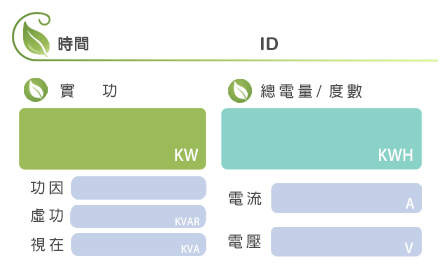 時間 ID
實 功 總電量/度數
KW KWH
功因
電流 A
虛功 KVAR
視在 KVA
電壓 V